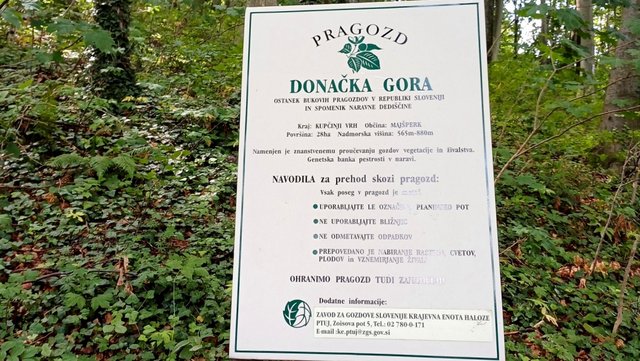 PRAGOZD
DONAČKA GORA
OSTANEK BUKOVIH PRAGOZDOV V REPUBLIKI SLOVENIJI
IN SPOMENIK NARAVNE DEDIŠČINE
Kraj: KUPČINJI VRH Občina: MAJŠPERK
Površina: 28ha Nadmorska višina: 565m-880m
Namenjen je znanstvenemu proučevanju gozdov vegetacije in živalstva.
Genetska banka pestrosti v naravi.
NAVODILA za prehod skozi pragozd:
Vsak poseg v pragozd je
UPORABLJAJTE LE PLANINSKO POT
NE UPORABLJAJTE BLIŽNJIC
NE ODMETAVAJTE ODPADKOV
PREPOVEDANO JE NABIRANJE RASTLIN, CVETOV,
PLODOV in VZNEMIRJANJE ŽIVALI
OHRANIMO PRAGOZD TUDI
Dodatne informacije:
ZAVOD ZA GOZDOVE SLOVENIJE KRAJEVNA ENOTA HALOZE
PTUJ, Zoisova pot 5, Tel.: 02 780 0 171
E-mail :ke.ptuj@zgs.gov.si